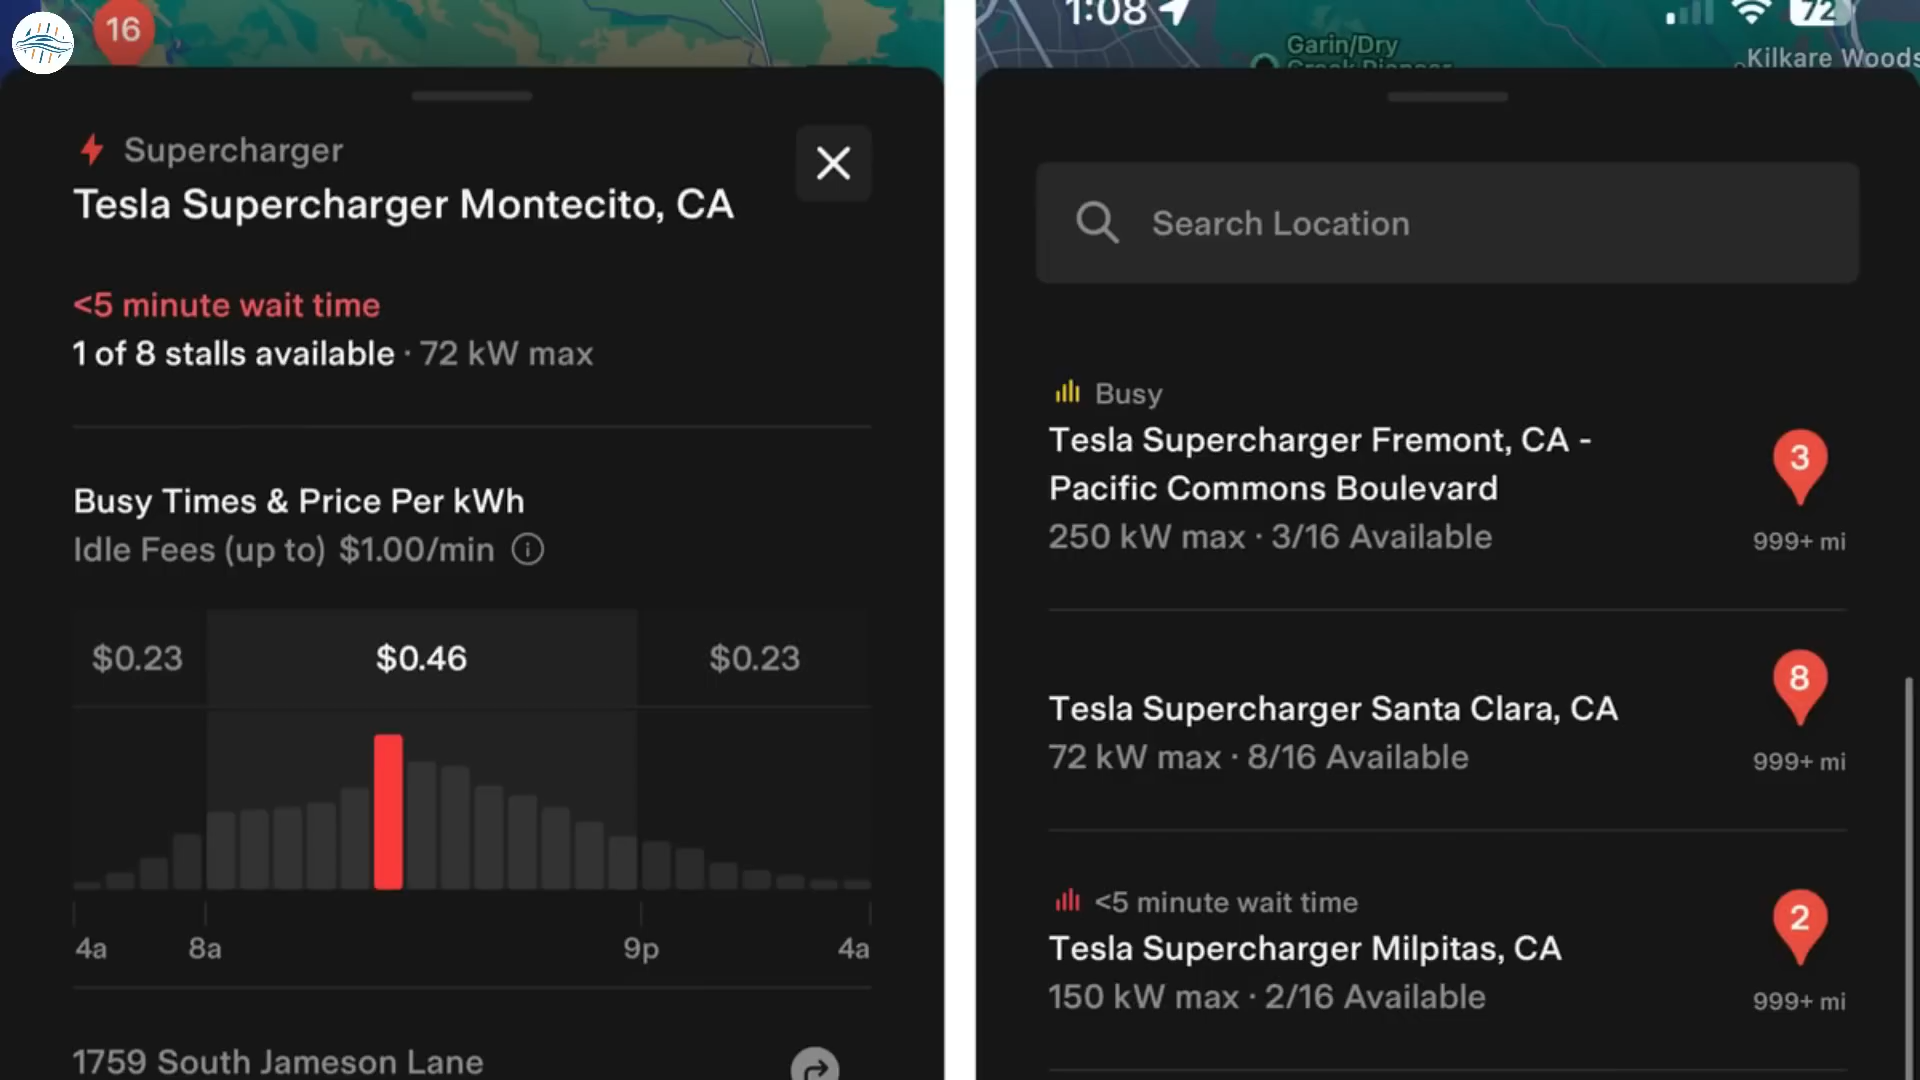 16
Supercharger
Tesla Supercharger Montecito, CA
<5 minute wait time
1 of 8 stalls available · 72 kW max
Busy Times & Price Per kWh
Idle Fees (up to) $1.00/min
$0.23 $0.46 $0.23
4a 8a 9p 4a
1759 South Jameson Lane
1:08
72
Garin/Dry
Creek Pioneer
Kilkare Woods
Search Location
Busy
Tesla Supercharger Fremont, CA -
Pacific Commons Boulevard
250 kW max · 3/16 Available
3
999+ mi
Tesla Supercharger Santa Clara, CA
72 kW max · 8/16 Available
8
999+ mi
<5 minute wait time
Tesla Supercharger Milpitas, CA
150 kW max · 2/16 Available
2
999+ mi